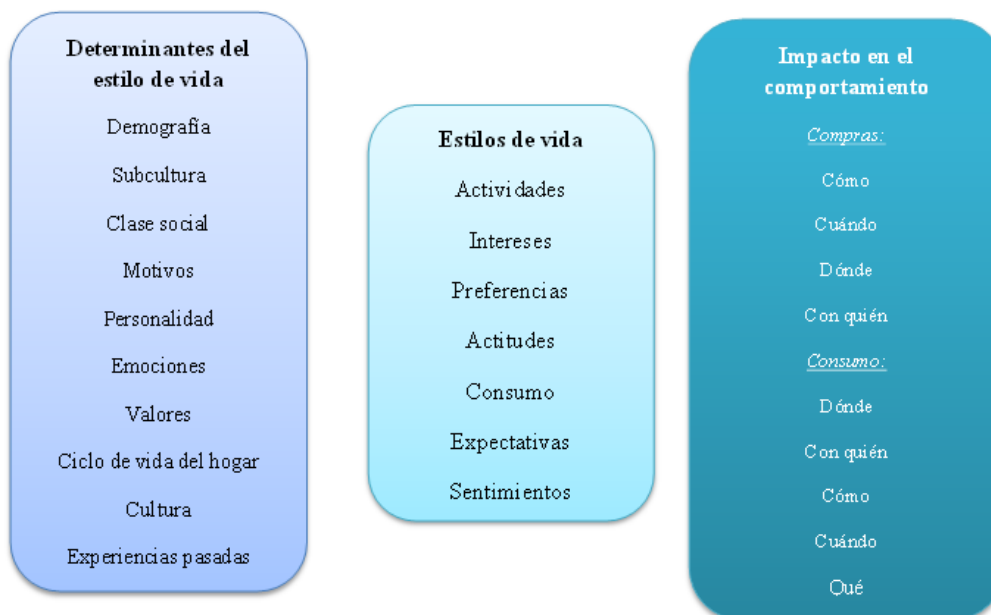 Determinantes del
estilo de vida
Demografía
Subcultura
Clase social
Motivos
Personalidad
Emociones
Valores
Ciclo de vida del hogar
Cultura
Experiencias pasadas
Estilos de vida
Actividades
Intereses
Preferencias
Actitudes
Consumo
Expectativas
Sentimientos
Impacto en el
comportamiento
Compras:
Cómo
Cuándo
Dónde
Con quién
Consumo:
Dónde
Con quién
Cómo
Cuándo
Qué